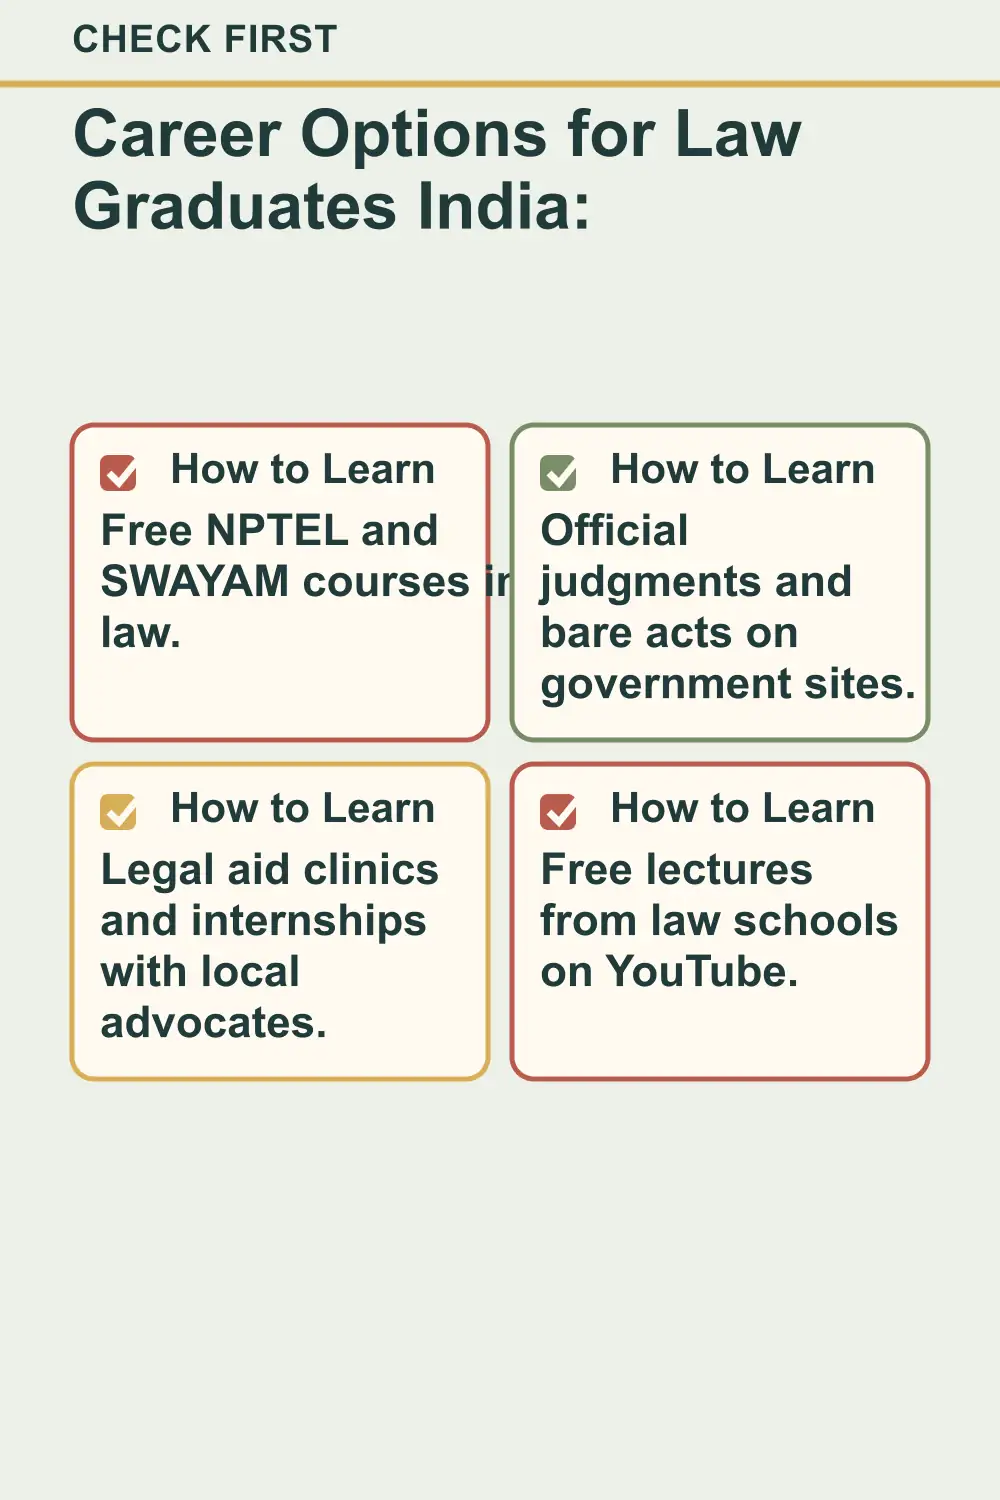 CHECK FIRST
Career Options for Law
Graduates India:
How to Learn
Free NPTEL and
SWAYAM courses in
law.
How to Learn
Official
judgments and
bare acts on
government sites.
How to Learn
Legal aid clinics
and internships
with local
advocates.
How to Learn
Free lectures
from law schools
on YouTube.